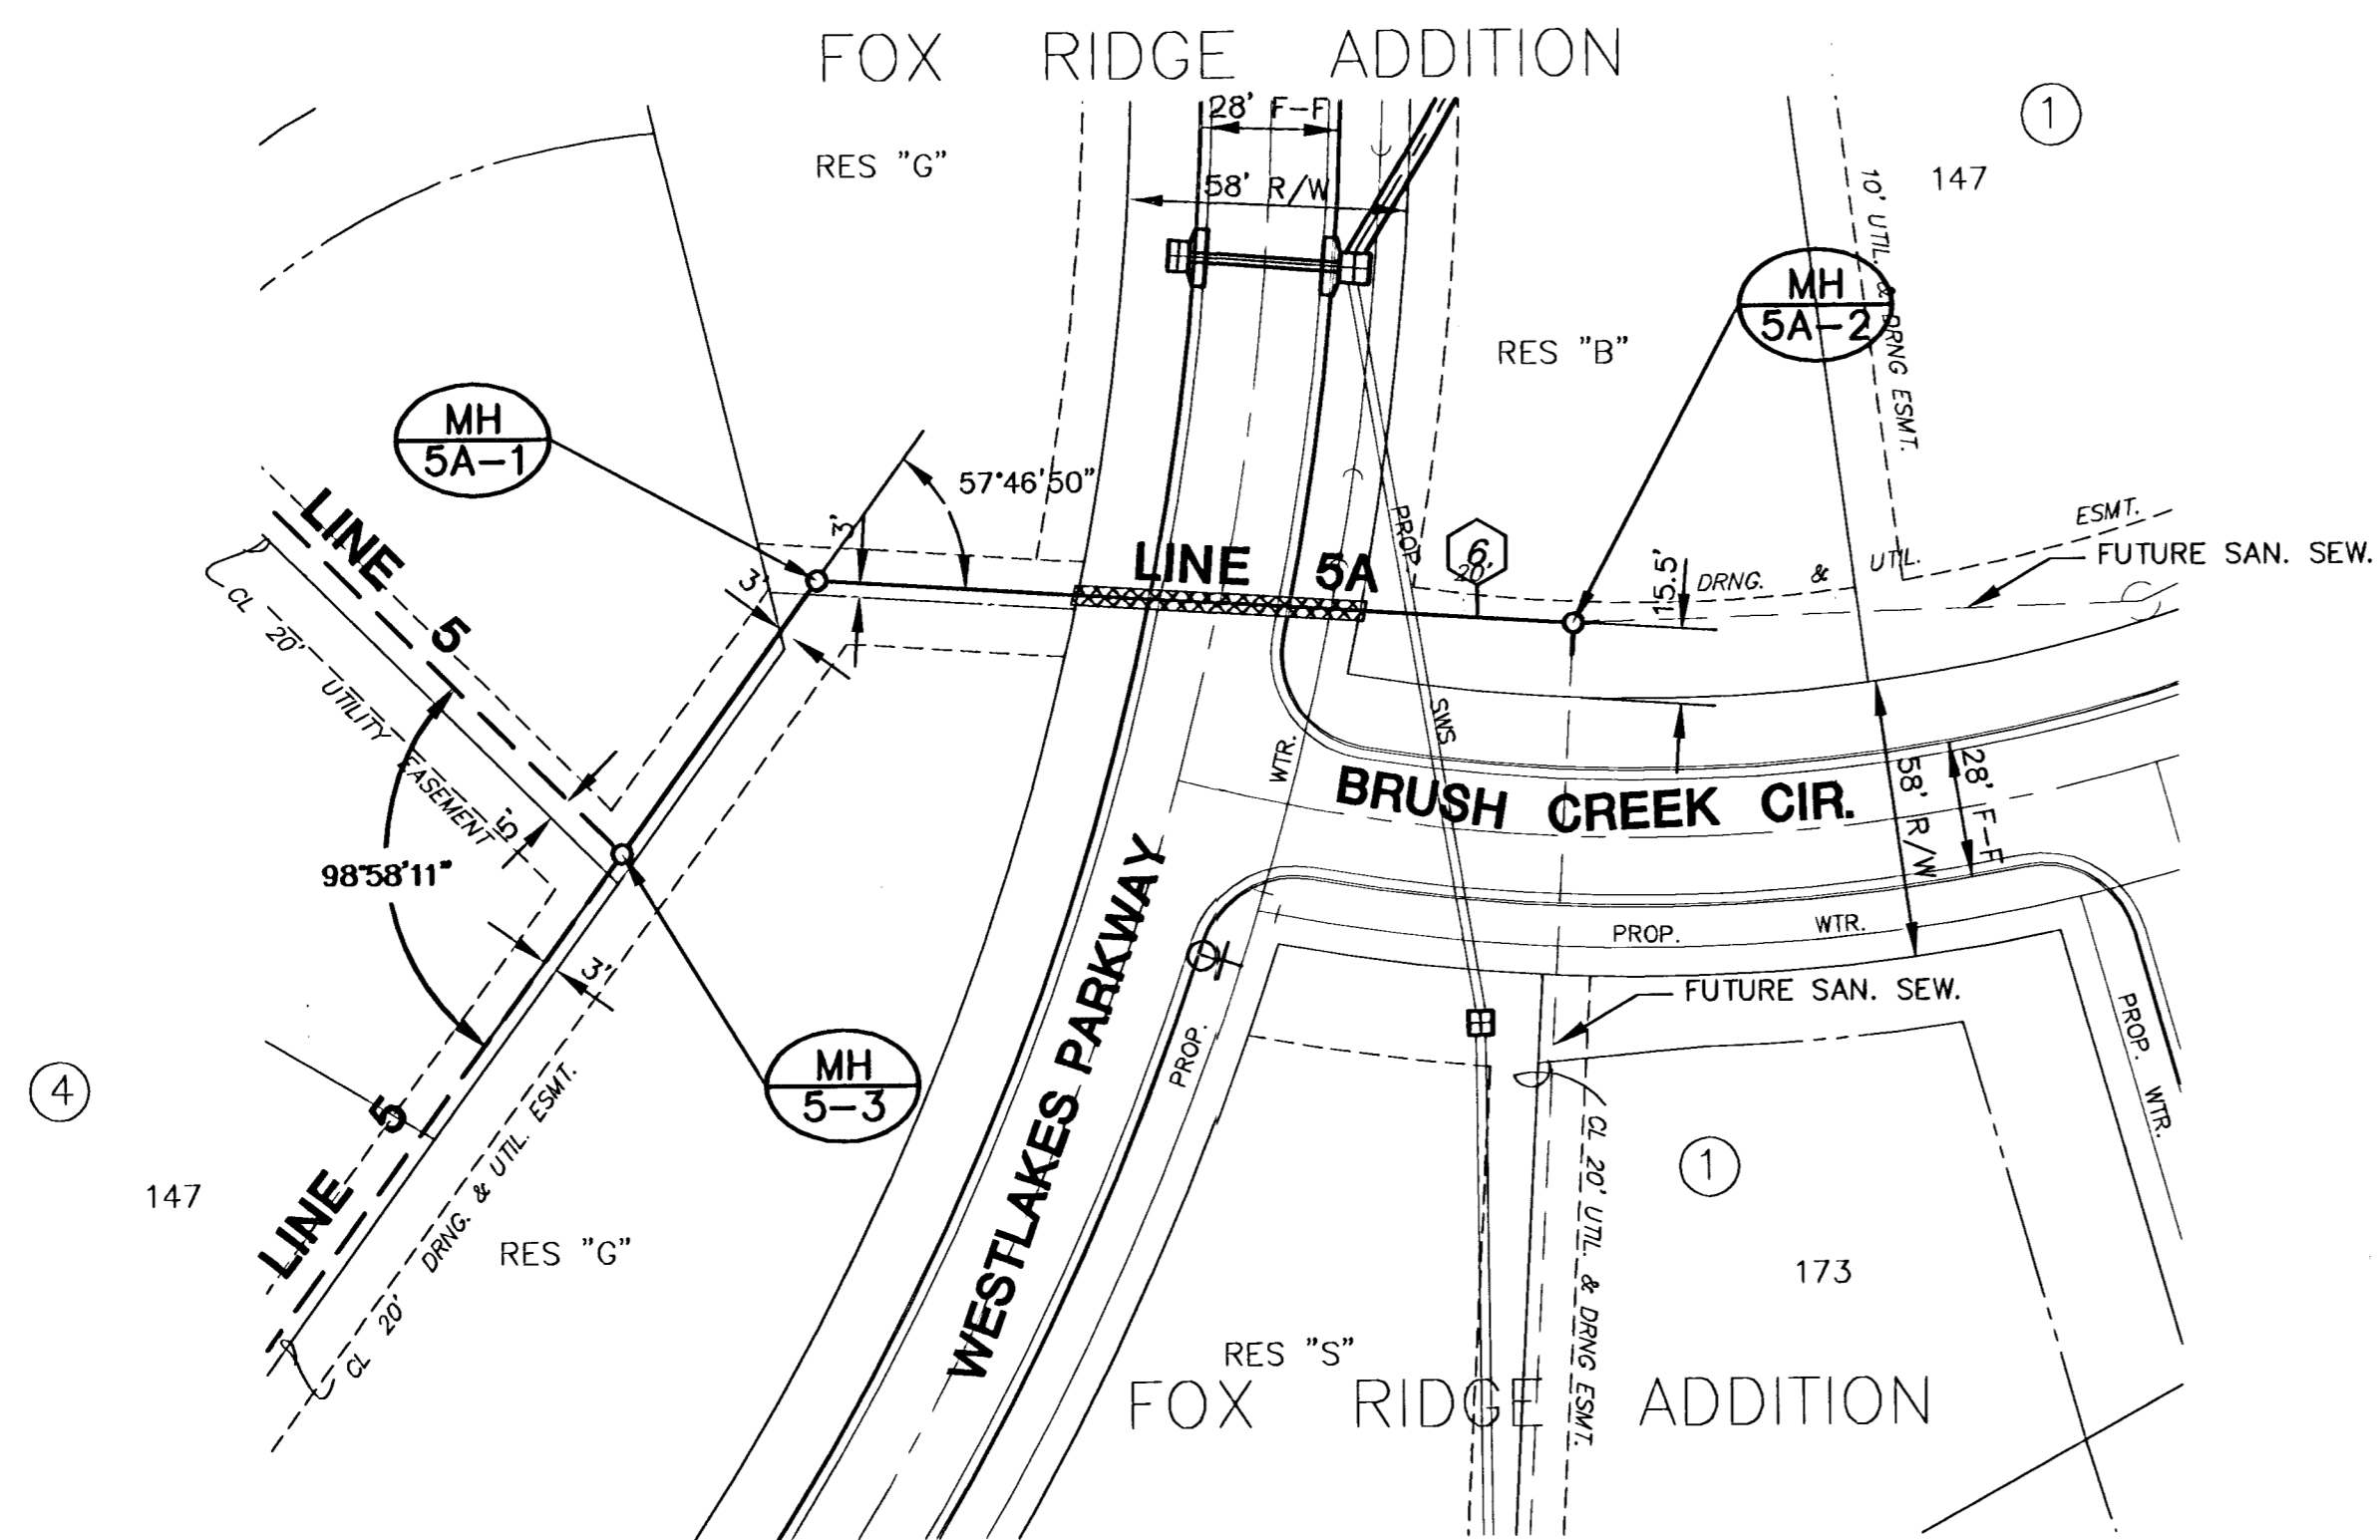 FOX RIDGE ADDITION
28' F-F
1
RES "G"
58' R/W
147
10' UTIL. & DRNG ESMT.
MH
5A-2
RES "B"
MH
5A-1
57°46'50"
LINE 5
3'
3'
LINE 5A
PROP.
6
20'
15.5'
DRNG. & UTIL. ESMT.
FUTURE SAN. SEW.
CL 20' UTILITY EASEMENT
SWS
WTR.
5'
98°58'11"
BRUSH CREEK CIR.
58' R/W
28' F-F
PROP. WTR.
3'
FUTURE SAN. SEW.
WESTLAKES PARKWAY
PROP.
PROP. WTR.
MH
5-3
4
147
LINE 5
CL 20' DRNG. & UTIL. ESMT.
RES "G"
CL 20' UTIL. & DRNG ESMT.
1
173
RES "S"
FOX RIDGE ADDITION